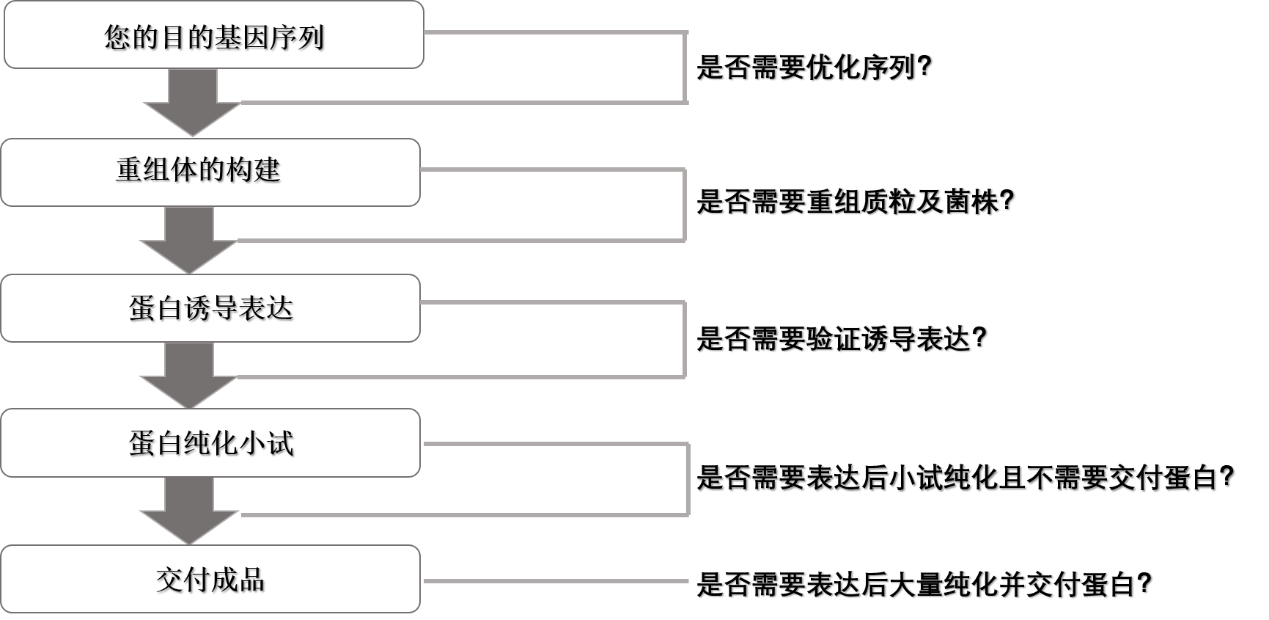 您的目的基因序列
是否需要优化序列?
重组体的构建
是否需要重组质粒及菌株?
蛋白诱导表达
是否需要验证诱导表达?
蛋白纯化小试
是否需要表达后小试纯化且不需要交付蛋白?
交付成品
是否需要表达后大量纯化并交付蛋白?